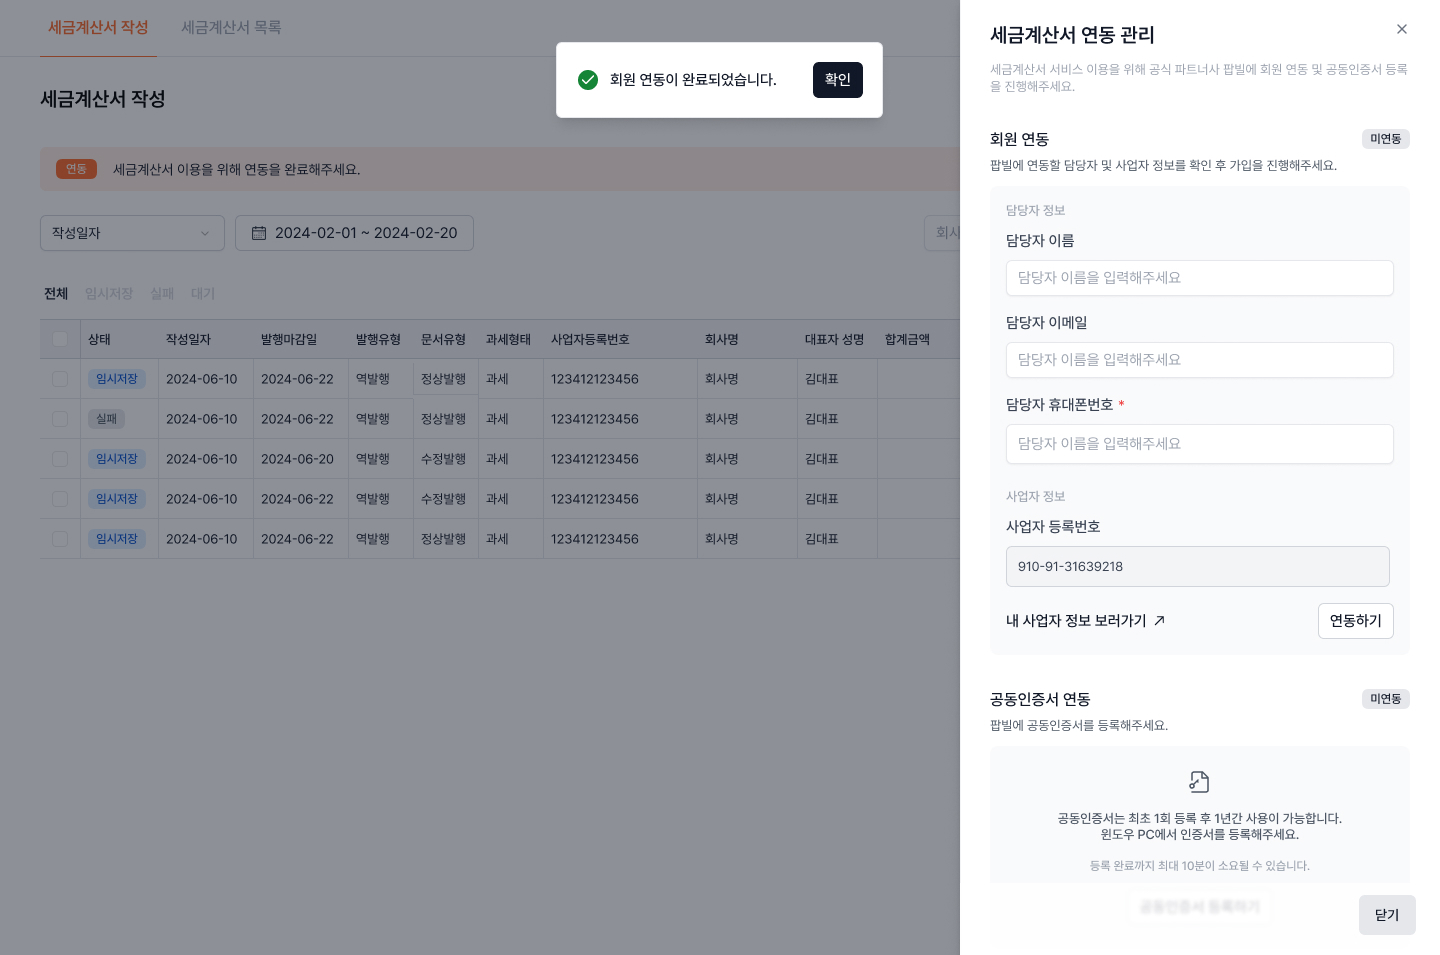 세금계산서 작성
세금계산서 목록
회원 연동이 완료되었습니다.
확인
세금계산서 작성
연동
세금계산서 이용을 위해 연동을 완료해주세요.
작성일자
2024-02-01 ~ 2024-02-20
회사
전체 임시저장 실패 대기
상태 작성일자 발행마감일 발행유형 문서유형 과세형태 사업자등록번호 회사명 대표자 성명 합계금액
임시저장 2024-06-10 2024-06-22 역발행 정상발행 과세 123412123456 회사명 김대표
실패 2024-06-10 2024-06-22 역발행 정상발행 과세 123412123456 회사명 김대표
임시저장 2024-06-10 2024-06-20 역발행 수정발행 과세 123412123456 회사명 김대표
임시저장 2024-06-10 2024-06-22 역발행 수정발행 과세 123412123456 회사명 김대표
임시저장 2024-06-10 2024-06-22 역발행 정상발행 과세 123412123456 회사명 김대표
세금계산서 연동 관리
세금계산서 서비스 이용을 위해 공식 파트너사 팝빌에 회원 연동 및 공동인증서 등록
을 진행해주세요.
회원 연동
미연동
팝빌에 연동할 담당자 및 사업자 정보를 확인 후 가입을 진행해주세요.
담당자 정보
담당자 이름
담당자 이름을 입력해주세요
담당자 이메일
담당자 이름을 입력해주세요
담당자 휴대폰번호 *
담당자 이름을 입력해주세요
사업자 정보
사업자 등록번호
910-91-31639218
내 사업자 정보 보러가기
연동하기
공동인증서 연동
미연동
팝빌에 공동인증서를 등록해주세요.
공동인증서는 최초 1회 등록 후 1년간 사용이 가능합니다.
윈도우 PC에서 인증서를 등록해주세요.
등록 완료까지 최대 10분이 소요될 수 있습니다.
공동인증서 등록하기
닫기